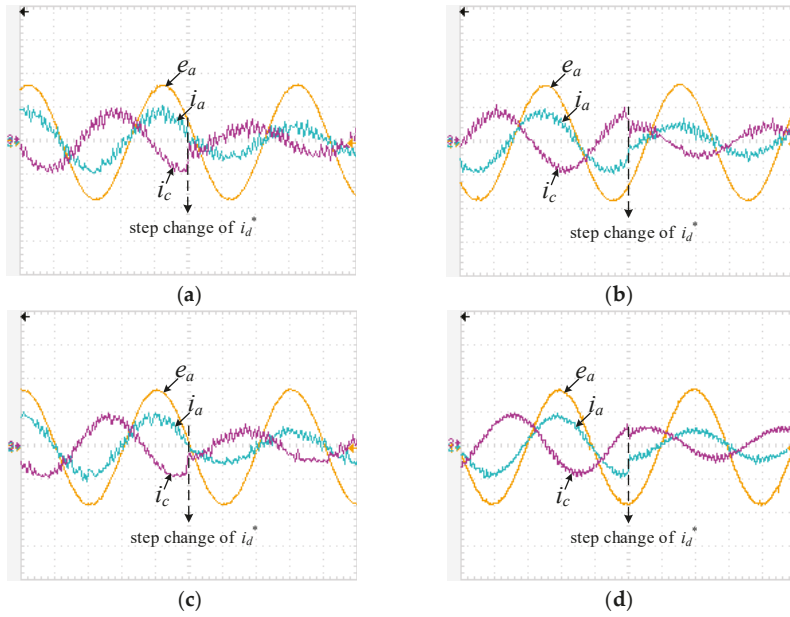 e_a
i_a
i_c
step change of i_d^*
(a)
e_a
i_a
i_c
step change of i_d^*
(b)
e_a
i_a
i_c
step change of i_d^*
(c)
e_a
i_a
i_c
step change of i_d^*
(d)